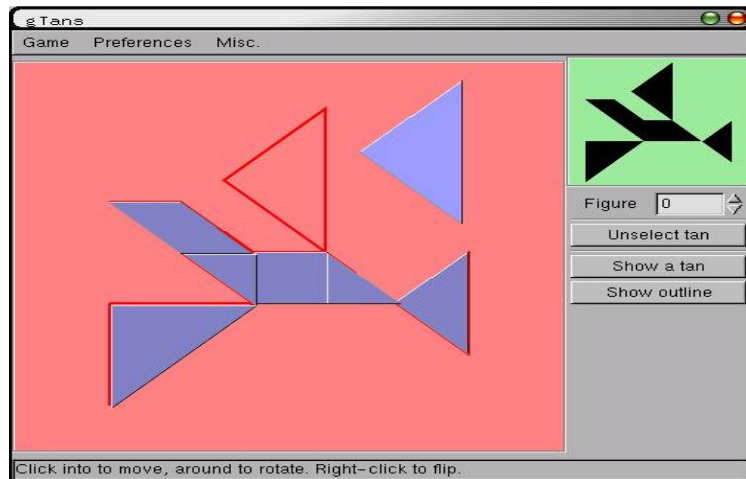 gTans
Game Preferences Misc.
Figure 0
Unselect tan
Show a tan
Show outline
Click into to move, around to rotate. Right-click to flip.